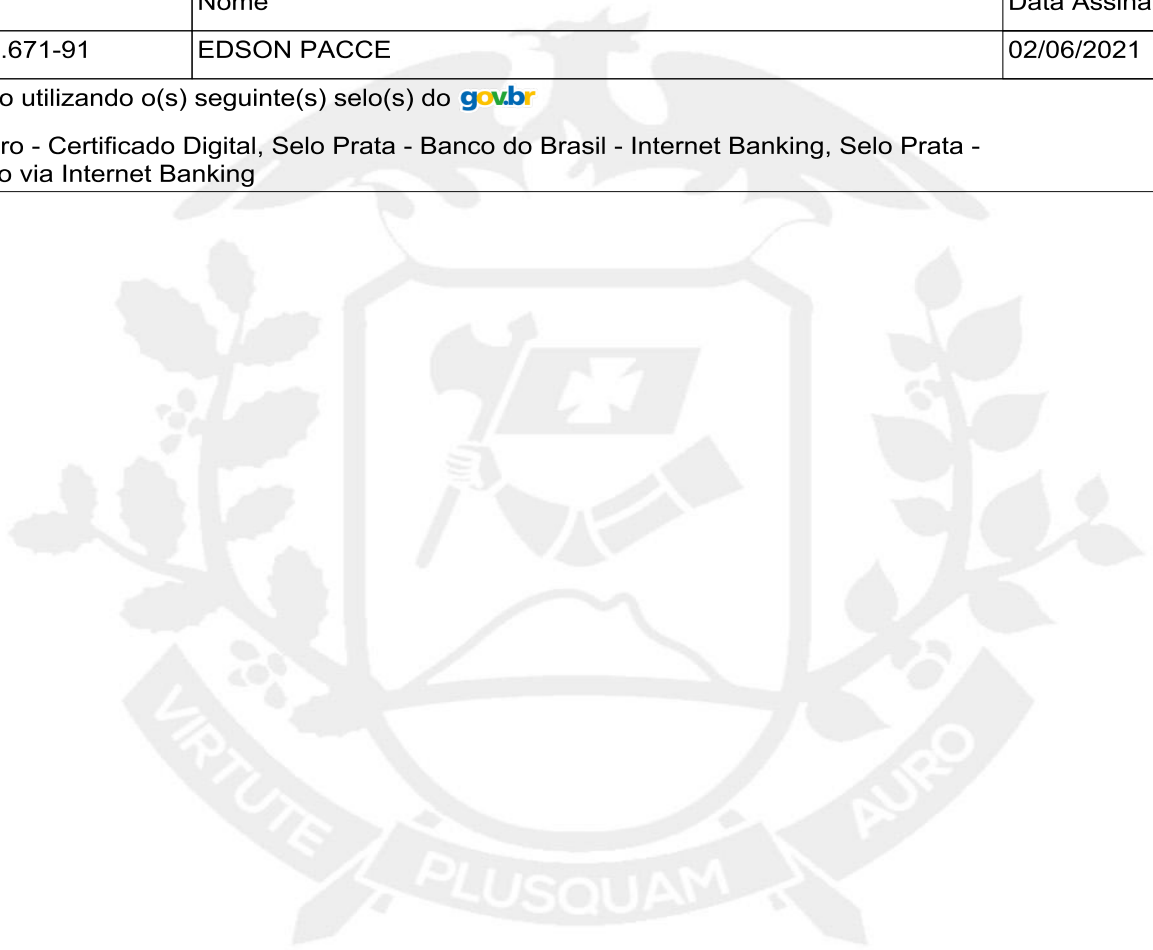 Nome Data Assina
.671-91 EDSON PACCE 02/06/2021
o utilizando o(s) seguinte(s) selo(s) do gov.br
ro - Certificado Digital, Selo Prata - Banco do Brasil - Internet Banking, Selo Prata -
o via Internet Banking
VIRTUTE PLUSQUAM AURO